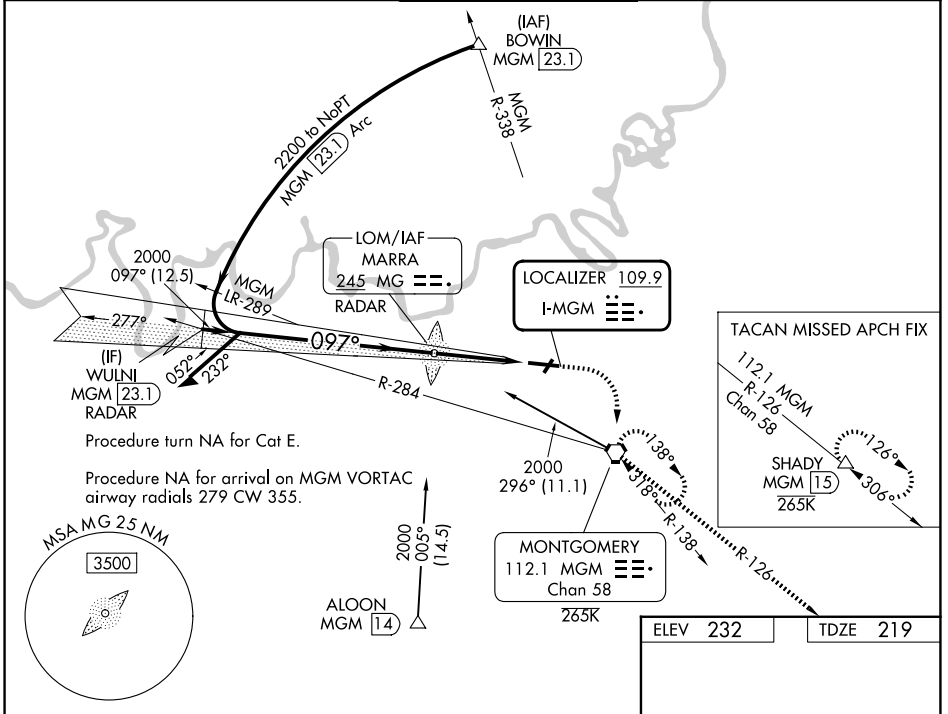 (IAF)
BOWIN
MGM 23.1
MGM
R-338
2200 to NoPT
MGM 23.1 Arc
LOM/IAF
MARRA
245 MG
RADAR
LOCALIZER 109.9
I-MGM
2000
097° (12.5)
MGM
LR-289
277°
097°
(IF)
WULNI
MGM 23.1
RADAR
052°
232°
R-284
TACAN MISSED APCH FIX
112.1 MGM
R-126
Chan 58
SHADY
MGM 15
265K
126°
306°
Procedure turn NA for Cat E.
Procedure NA for arrival on MGM VORTAC
airway radials 279 CW 355.
2000
296° (11.1)
138°
318°
R-138
R-126
MSA MG 25 NM
3500
2000
005°
(14.5)
ALOON
MGM 14
MONTGOMERY
112.1 MGM
Chan 58
265K
ELEV 232
TDZE 219